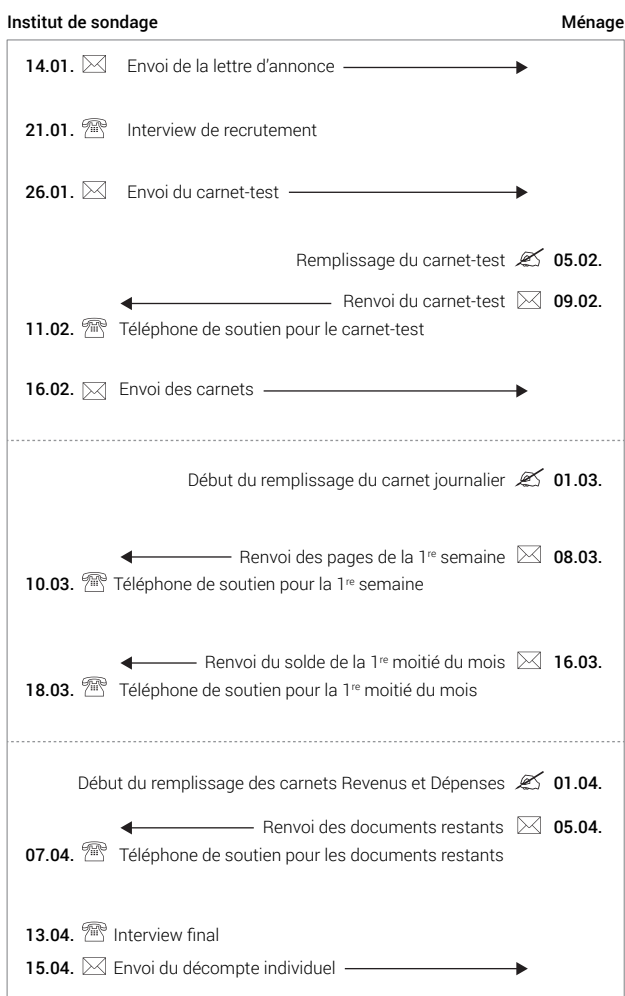 Institut de sondage Ménage
14.01. Envoi de la lettre d'annonce
21.01. Interview de recrutement
26.01. Envoi du carnet-test
Remplissage du carnet-test 05.02.
Renvoi du carnet-test 09.02.
11.02. Téléphone de soutien pour le carnet-test
16.02. Envoi des carnets
Début du remplissage du carnet journalier 01.03.
Renvoi des pages de la 1re semaine 08.03.
10.03. Téléphone de soutien pour la 1re semaine
Renvoi du solde de la 1re moitié du mois 16.03.
18.03. Téléphone de soutien pour la 1re moitié du mois
Début du remplissage des carnets Revenus et Dépenses 01.04.
Renvoi des documents restants 05.04.
07.04. Téléphone de soutien pour les documents restants
13.04. Interview final
15.04. Envoi du décompte individuel